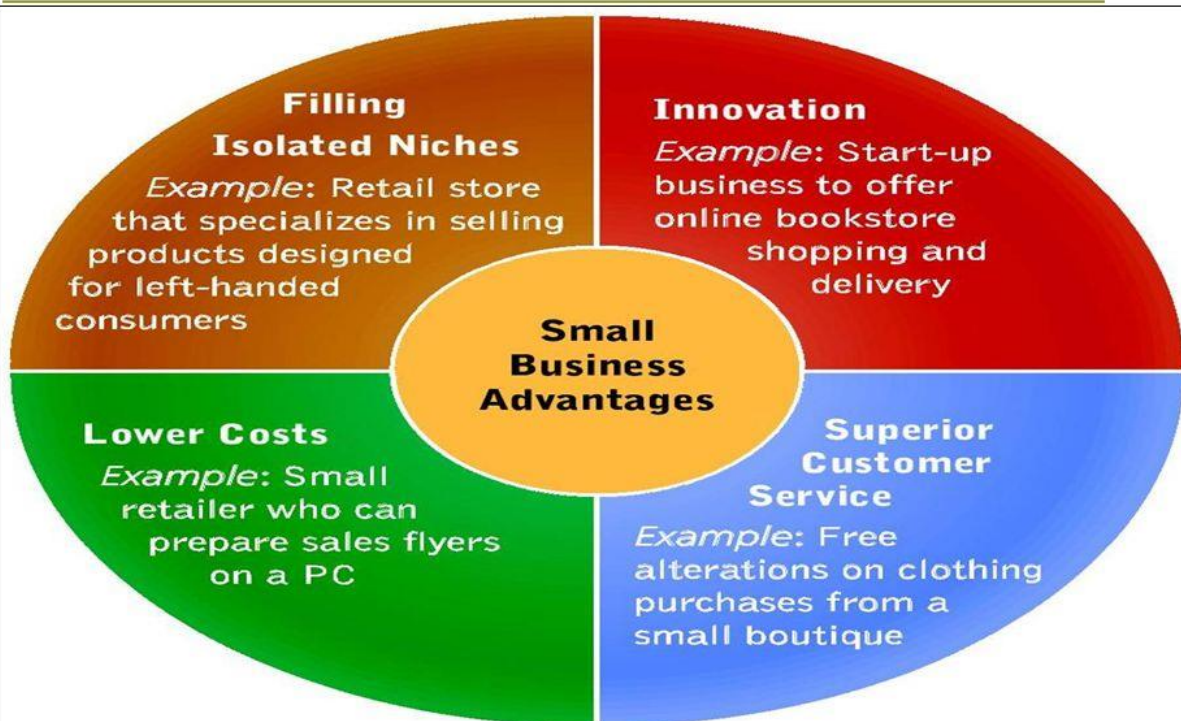 Filling
Isolated Niches
Example: Retail store
that specializes in selling
products designed
for left-handed
consumers
Innovation
Example: Start-up
business to offer
online bookstore
shopping and
delivery
Small
Business
Advantages
Lower Costs
Example: Small
retailer who can
prepare sales flyers
on a PC
Superior
Customer
Service
Example: Free
alterations on clothing
purchases from a
small boutique